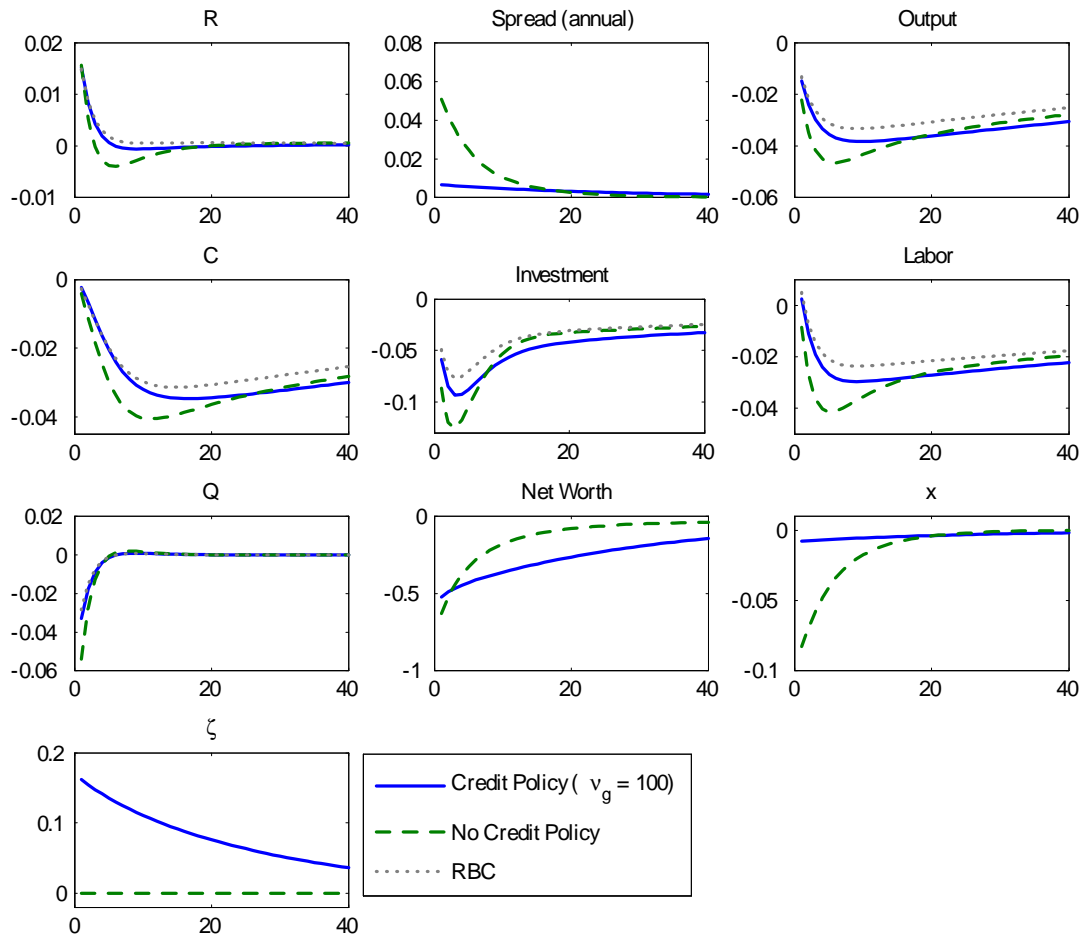 R
0.02
0.01
0
-0.01
0 20 40
Spread (annual)
0.08
0.06
0.04
0.02
0
0 20 40
Output
0
-0.02
-0.04
-0.06
0 20 40
C
0
-0.02
-0.04
0 20 40
Investment
0
-0.05
-0.1
0 20 40
Labor
0
-0.02
-0.04
0 20 40
Q
0.02
0
-0.02
-0.04
-0.06
0 20 40
Net Worth
0
-0.5
-1
0 20 40
x
0
-0.05
-0.1
0 20 40
ζ
0.2
0.1
0
0 20 40
Credit Policy ( ν_g = 100)
No Credit Policy
RBC